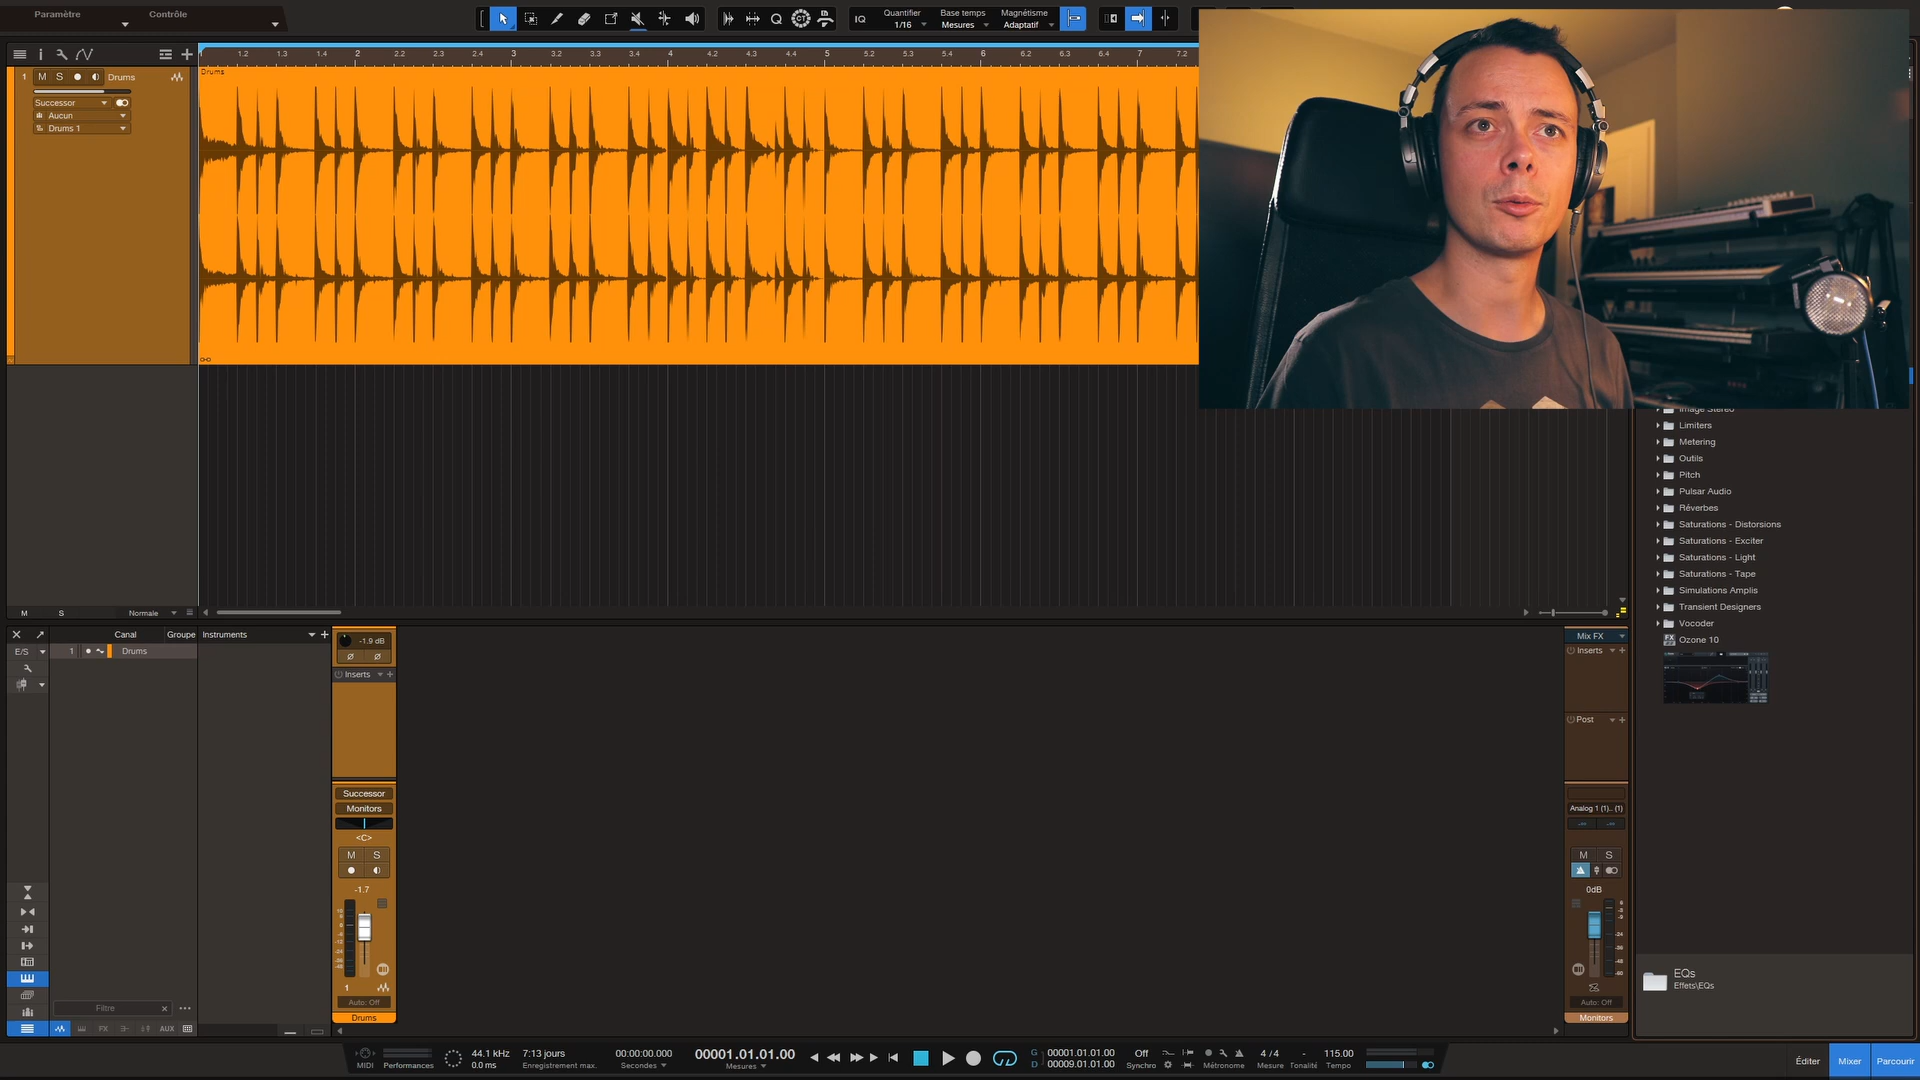 Paramètre
Contrôle
IQ
Quantifier
1/16
Base temps
Mesures
Magnétisme
Adaptatif
1.2 1.3 1.4 2 2.2 2.3 2.4 3 3.2 3.3 3.4 4 4.2 4.3 4.4 5 5.2 5.3 5.4 6 6.2 6.3 6.4 7 7.2
1 M S Drums
Drums
Successor
Aucun
Drums 1
Limiters
Metering
Outils
Pitch
Pulsar Audio
Réverbes
Saturations - Distorsions
Saturations - Exciter
Saturations - Light
Saturations - Tape
Simulations Amplis
Transient Designers
Vocoder
FX
Ozone 10
M S Normale
Canal Groupe Instruments
E/S 1 Drums
-1.9 dB
Inserts
Mix FX
Inserts
Post
Successor
Monitors
<C>
M S
-1.7
1
Auto: Off
Drums
Analog 1 (1).. (1)
M S
0dB
Auto: Off
Monitors
EQs
Effets\EQs
Filtre
FX
AUX
MIDI
Performances
44.1 kHz
0.0 ms
7:13 jours
Enregistrement max.
00:00:00.000
Secondes
00001.01.01.00
Mesures
G 00001.01.01.00
D 00009.01.01.00
Off
Synchro
Métronome
4 / 4
Mesure
-
Tonalité
115.00
Tempo
Éditer
Mixer
Parcourir